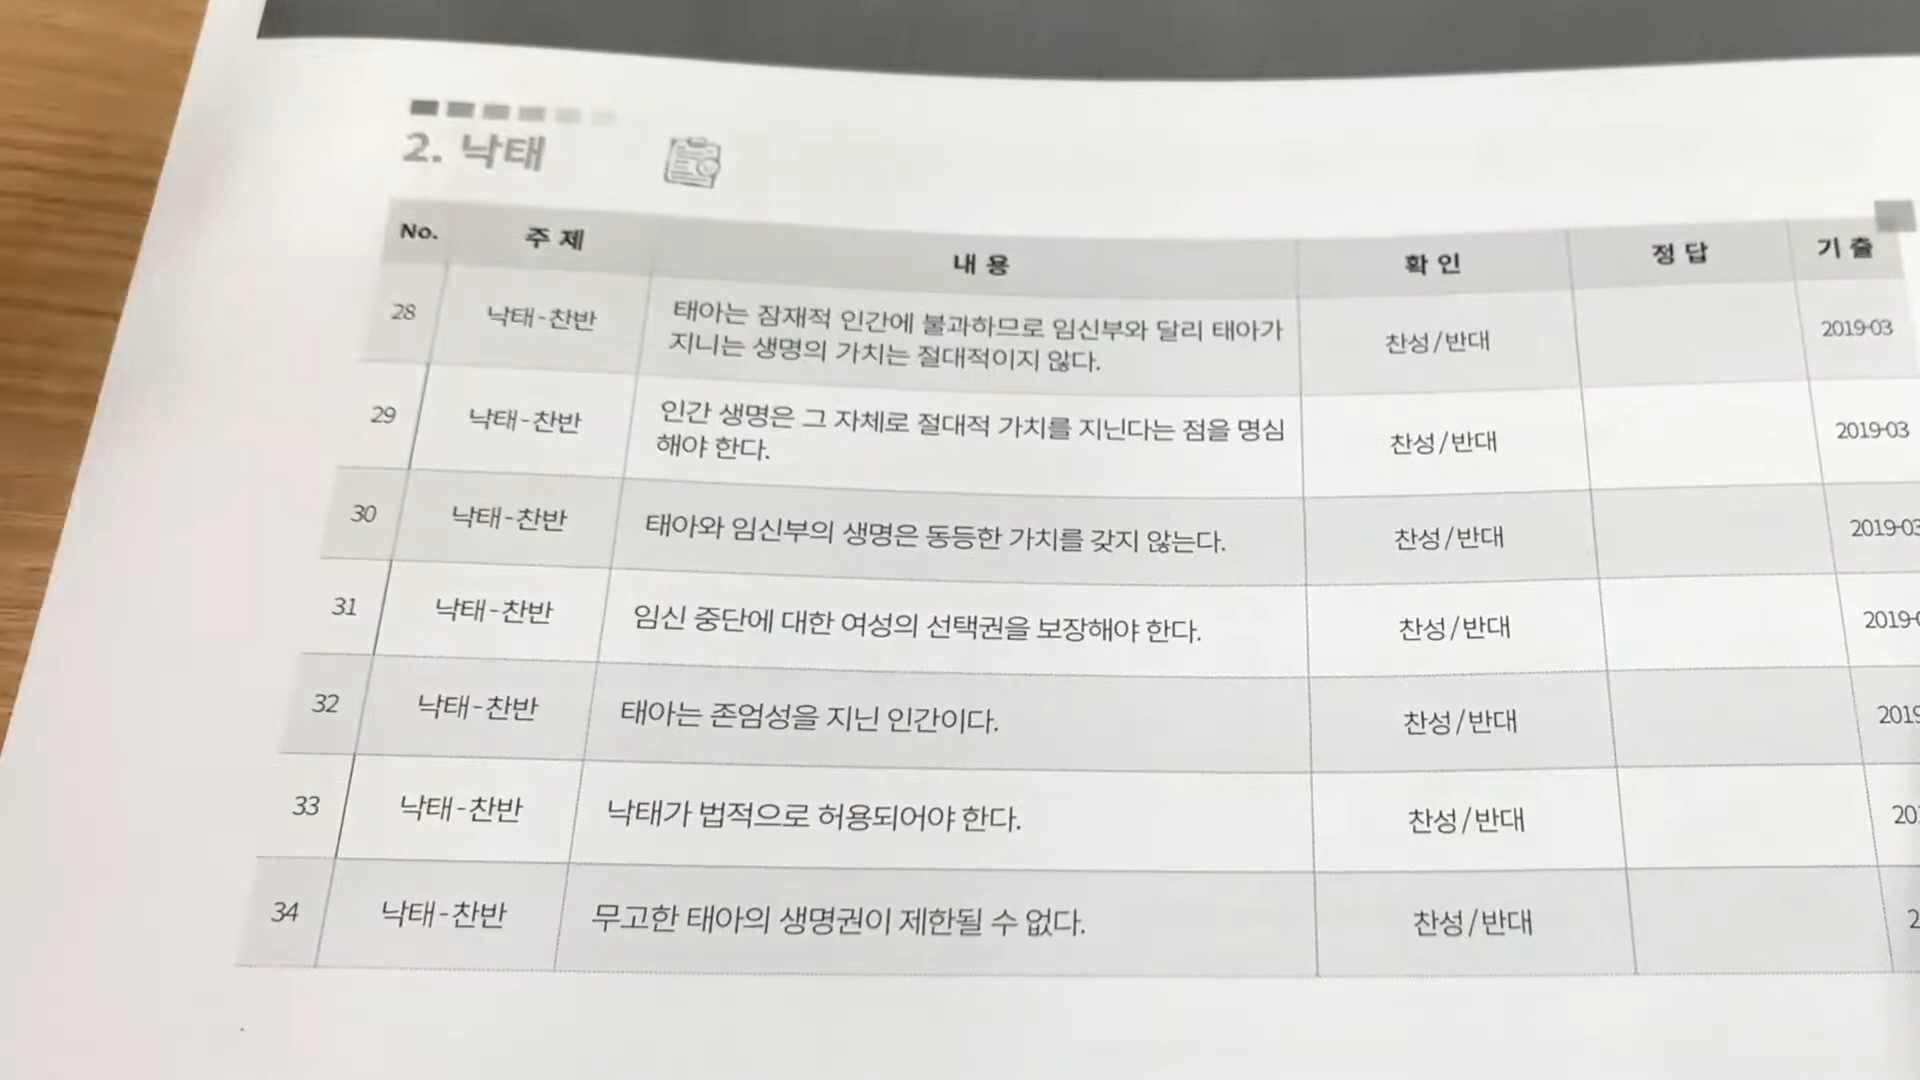 2. 낙태
No. 주제 내용 확인 정답 기출
28 낙태-찬반 태아는 잠재적 인간에 불과하므로 임신부와 달리 태아가 찬성/반대 2019-03
지니는 생명의 가치는 절대적이지 않다.
29 낙태-찬반 인간 생명은 그 자체로 절대적 가치를 지닌다는 점을 명심 찬성/반대 2019-03
해야 한다.
30 낙태-찬반 태아와 임신부의 생명은 동등한 가치를 갖지 않는다. 찬성/반대 2019-03
31 낙태-찬반 임신 중단에 대한 여성의 선택권을 보장해야 한다. 찬성/반대 2019-0
32 낙태-찬반 태아는 존엄성을 지닌 인간이다. 찬성/반대 2019
33 낙태-찬반 낙태가 법적으로 허용되어야 한다. 찬성/반대 201
34 낙태-찬반 무고한 태아의 생명권이 제한될 수 없다. 찬성/반대 2